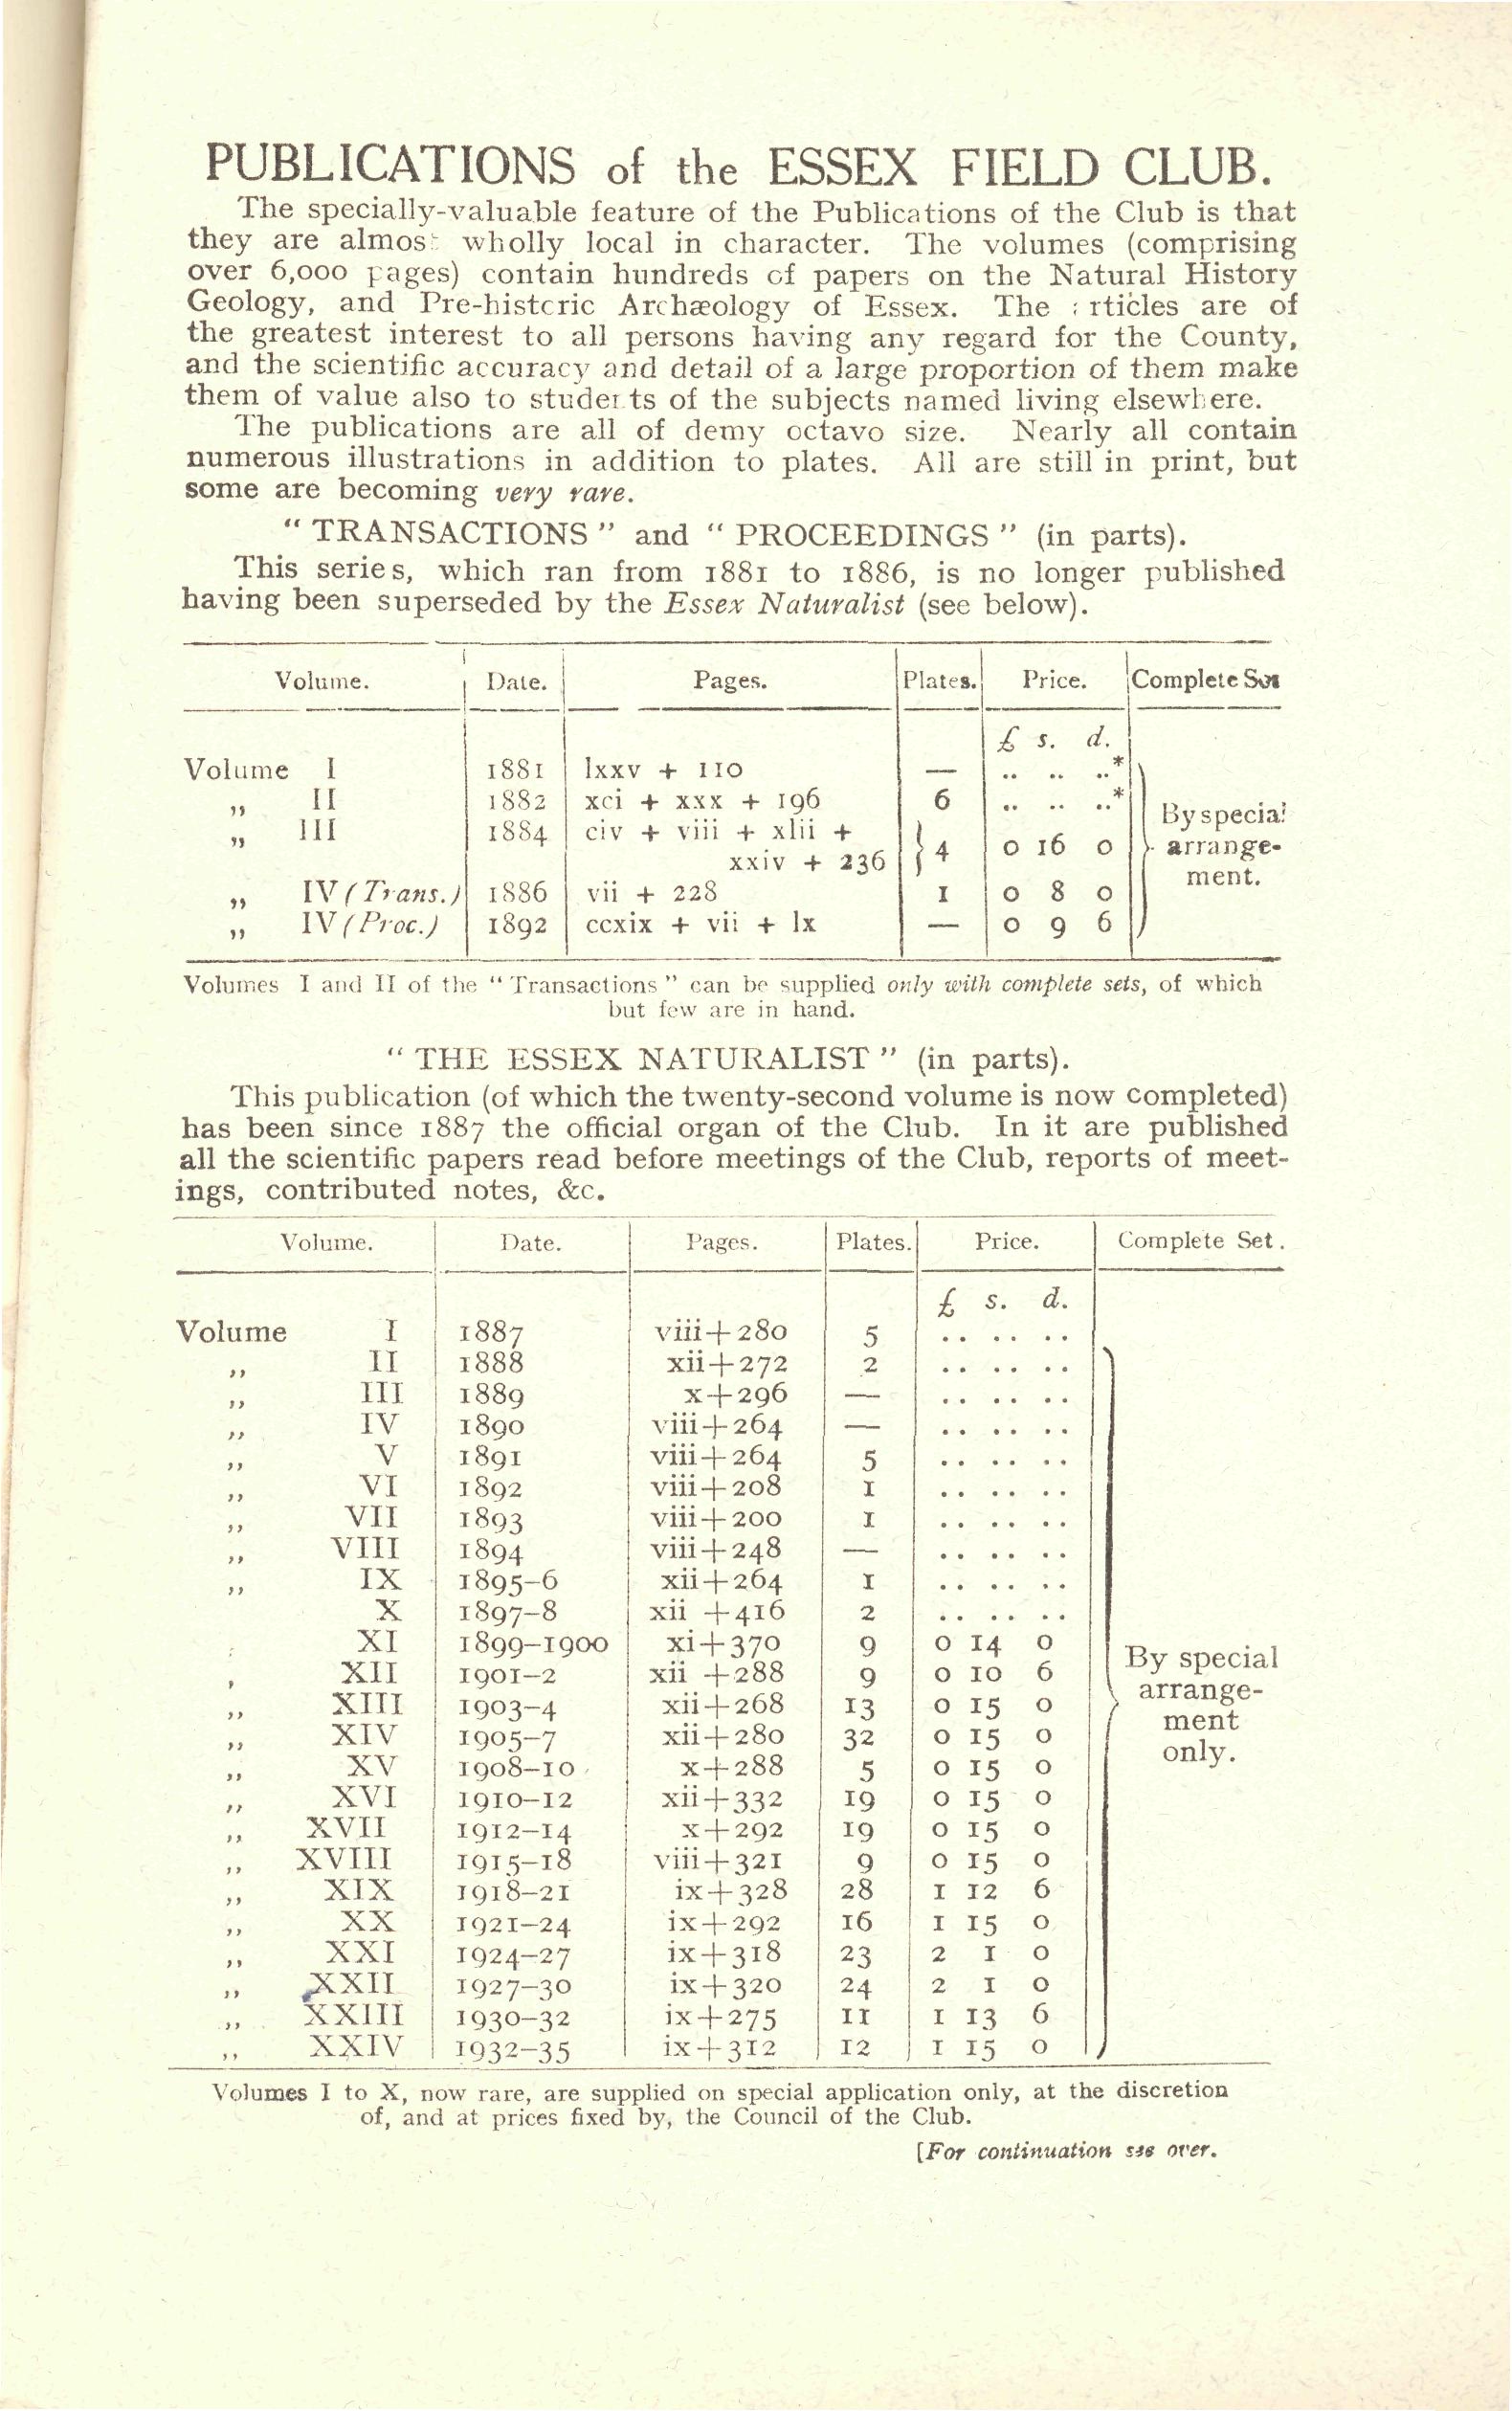 PUBLICATIONS of the ESSEX FIELD CLUB.
The specially-valuable feature of the Publications of the Club is that
they are almost wholly local in character. The volumes (comprising
over 6,000 pages) contain hundreds of papers on the Natural History
Geology, and Pre-historic Archæology of Essex. The articles are of
the greatest interest to all persons having any regard for the County,
and the scientific accuracy and detail of a large proportion of them make
them of value also to students of the subjects named living elsewhere.
The publications are all of demy octavo size. Nearly all contain
numerous illustrations in addition to plates. All are still in print, but
some are becoming very rare.
“ TRANSACTIONS ” and “ PROCEEDINGS ” (in parts).
This series, which ran from 1881 to 1886, is no longer published
having been superseded by the Essex Naturalist (see below).
Volume. Date. Pages. Plates. Price. Complete Set
£ s. d.
Volume I 1881 lxxv + 110 — .. .. ..*
„ II 1882 xci + xxx + 196 6 .. .. ..* By special
„ III 1884 civ + viii + xlii +
xxiv + 236 4 0 16 0 arrange-
ment.
„ IV (Trans.) 1886 vii + 228 1 0 8 0
„ IV (Proc.) 1892 ccxix + vii + lx — 0 9 6
Volumes I and II of the “ Transactions ” can be supplied only with complete sets, of which
but few are in hand.
“ THE ESSEX NATURALIST ” (in parts).
This publication (of which the twenty-second volume is now completed)
has been since 1887 the official organ of the Club. In it are published
all the scientific papers read before meetings of the Club, reports of meet-
ings, contributed notes, &c.
Volume. Date. Pages. Plates. Price. Complete Set.
£ s. d.
Volume I 1887 viii+280 5 .. .. ..
„ II 1888 xii+272 2 .. .. ..
„ III 1889 x+296 — .. .. ..
„ IV 1890 viii+264 — .. .. ..
„ V 1891 viii+264 5 .. .. ..
„ VI 1892 viii+208 1 .. .. ..
„ VII 1893 viii+200 1 .. .. ..
„ VIII 1894 viii+248 — .. .. ..
„ IX 1895-6 xii+264 1 .. .. ..
X 1897-8 xii +416 2 .. .. ..
XI 1899-1900 xi+370 9 0 14 0 By special
, XII 1901-2 xii +288 9 0 10 6
„ XIII 1903-4 xii+268 13 0 15 0 arrange-
„ XIV 1905-7 xii+280 32 0 15 0 ment
„ XV 1908-10 x+288 5 0 15 0 only.
„ XVI 1910-12 xii+332 19 0 15 0
„ XVII 1912-14 x+292 19 0 15 0
„ XVIII 1915-18 viii+321 9 0 15 0
„ XIX 1918-21 ix+328 28 1 12 6
„ XX 1921-24 ix+292 16 1 15 0
„ XXI 1924-27 ix+318 23 2 1 0
„ XXII 1927-30 ix+320 24 2 1 0
„ XXIII 1930-32 ix+275 11 1 13 6
„ XXIV 1932-35 ix+312 12 1 15 0
Volumes I to X, now rare, are supplied on special application only, at the discretion
of, and at prices fixed by, the Council of the Club.
[For continuation see over.